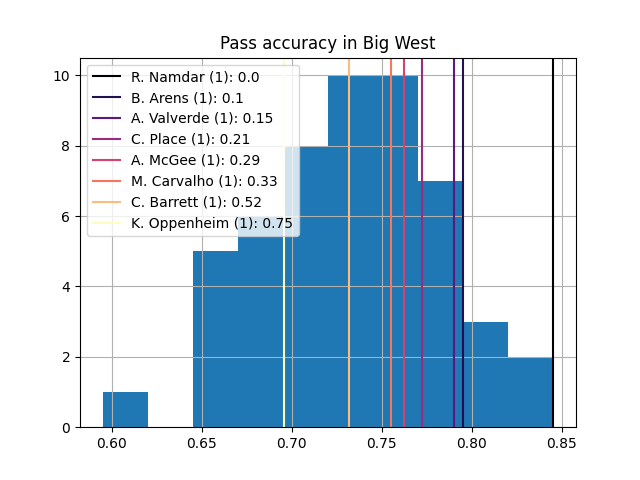 Pass accuracy in Big West
R. Namdar (1): 0.0
B. Arens (1): 0.1
A. Valverde (1): 0.15
C. Place (1): 0.21
A. McGee (1): 0.29
M. Carvalho (1): 0.33
C. Barrett (1): 0.52
K. Oppenheim (1): 0.75
10
8
6
4
2
0
0.60 0.65 0.70 0.75 0.80 0.85